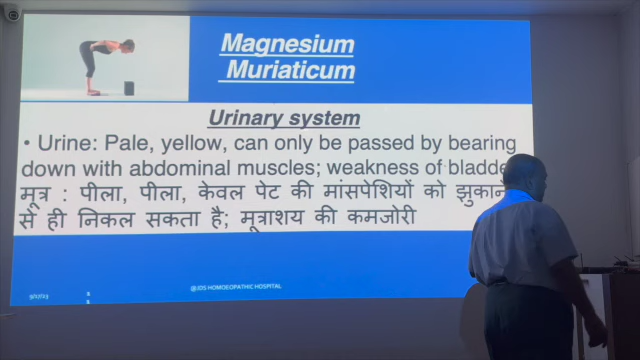 Magnesium
Muriaticum
Urinary system
• Urine: Pale, yellow, can only be passed by bearing
down with abdominal muscles; weakness of bladde
मूत्र : पीला, पीला, केवल पेट की मांसपेशियों को झुकाने
से ही निकल सकता है; मूत्राशय की कमजोरी
@JDS HOMOEOPATHIC HOSPITAL